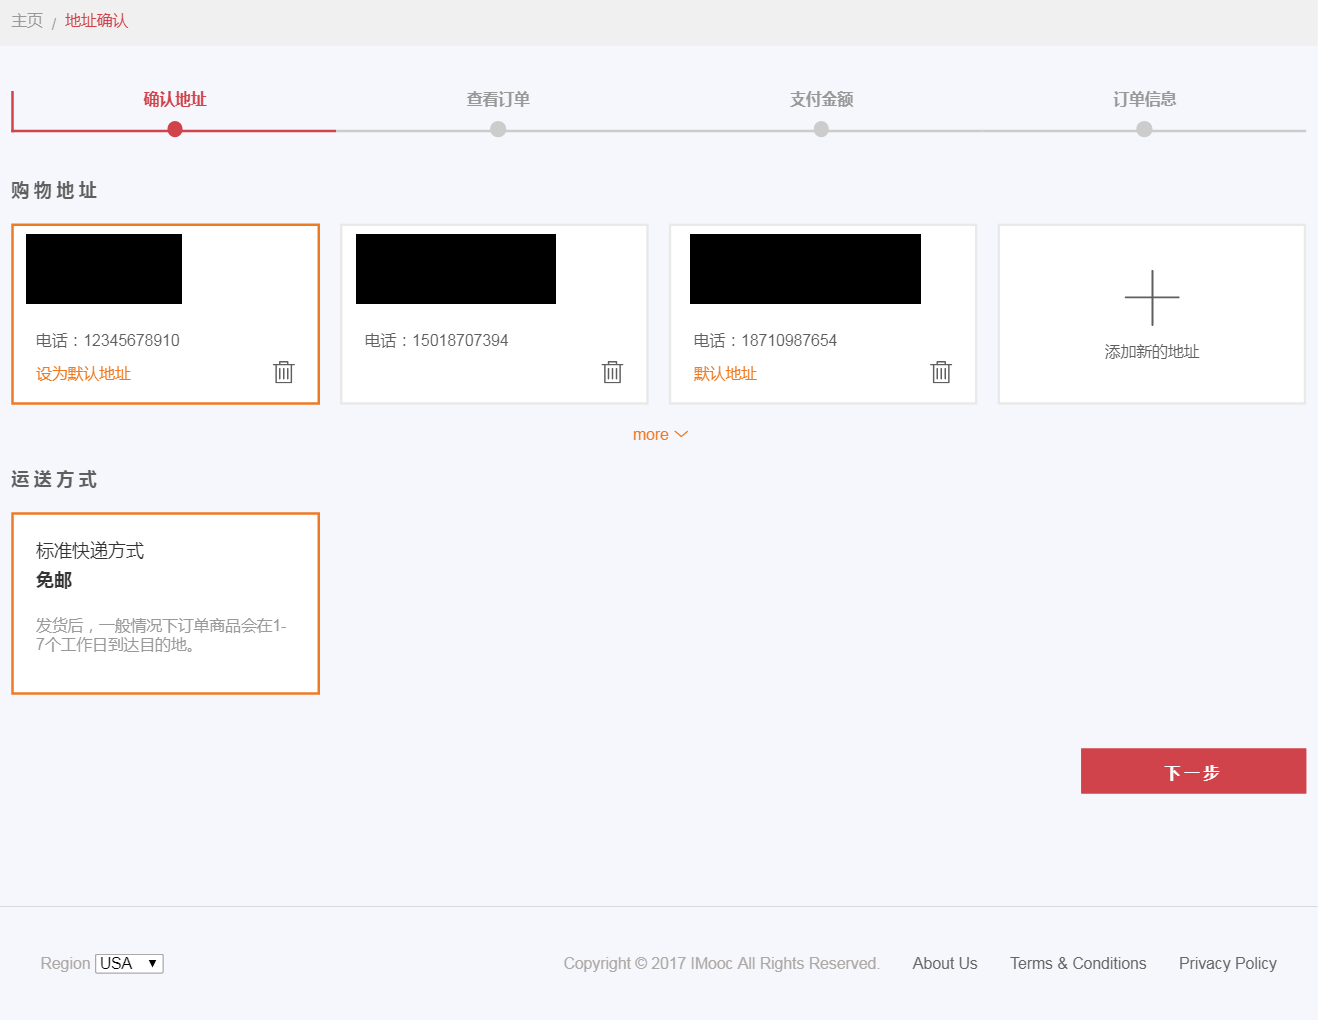 主页 / 地址确认
确认地址 查看订单 支付金额 订单信息
购物地址
电话：12345678910
设为默认地址
电话：15018707394
电话：18710987654
默认地址
添加新的地址
more
运送方式
标准快递方式
免邮
发货后，一般情况下订单商品会在1-
7个工作日到达目的地。
下一步
Region USA Copyright © 2017 IMooc All Rights Reserved. About Us Terms & Conditions Privacy Policy